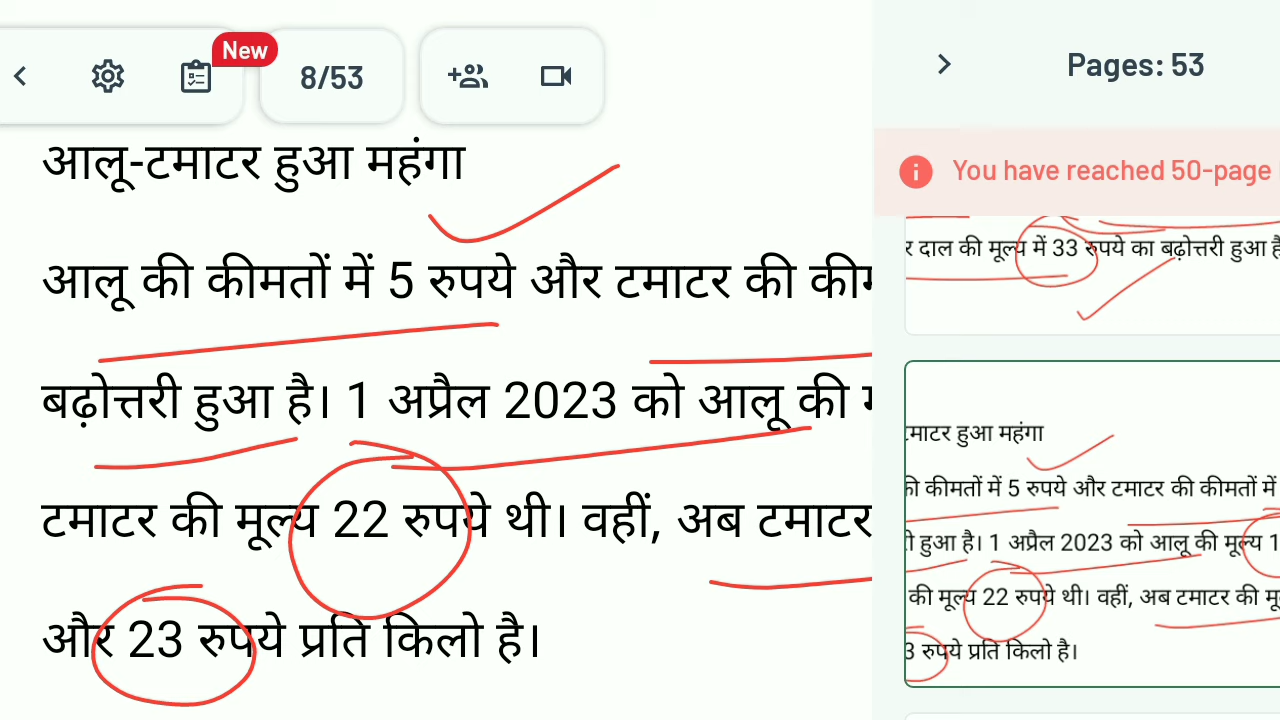 New
8/53
Pages: 53
You have reached 50-page
आलू-टमाटर हुआ महंगा
आलू की कीमतों में 5 रुपये और टमाटर की
बढ़ोत्तरी हुआ है। 1 अप्रैल 2023 को आलू की
टमाटर की मूल्य 22 रुपये थी। वहीं, अब टमाटर
और 23 रुपये प्रति किलो है।
दाल की मूल्य में 33 रुपये का बढ़ोत्तरी हुआ
हुआ महंगा
कीमतों में 5 रुपये और टमाटर की कीमतों में
हुआ है। 1 अप्रैल 2023 को आलू की मूल्य
की मूल्य 22 रुपये थी। वहीं, अब टमाटर की
3 रुपये प्रति किलो है।